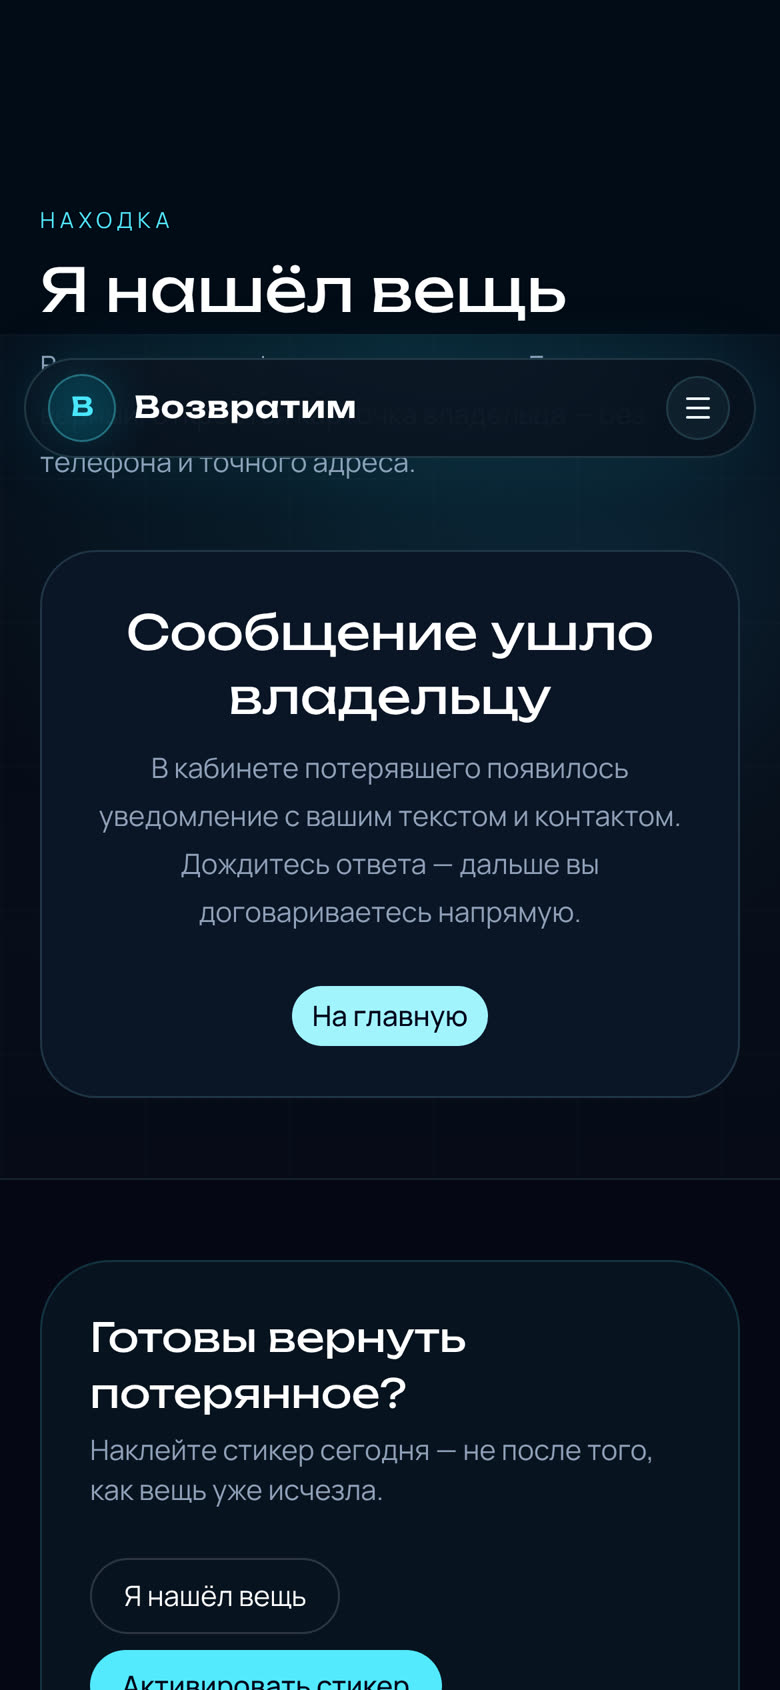 НАХОДКА
Я нашёл вещь
В Возвратим
телефона и точного адреса.
Сообщение ушло
владельцу
В кабинете потерявшего появилось
уведомление с вашим текстом и контактом.
Дождитесь ответа — дальше вы
договариваетесь напрямую.
На главную
Готовы вернуть
потерянное?
Наклейте стикер сегодня — не после того,
как вещь уже исчезла.
Я нашёл вещь
Активировать стикер